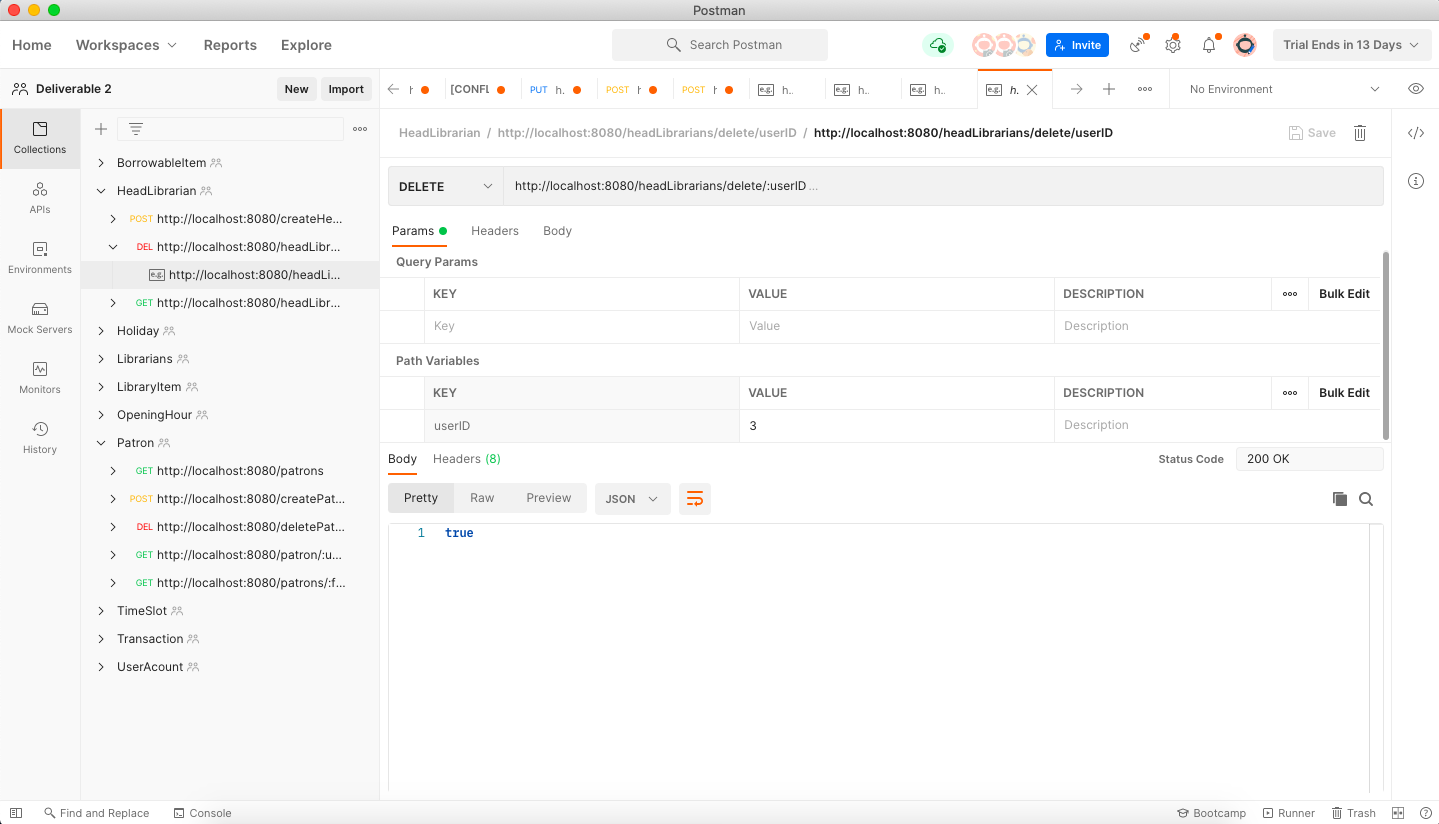 Postman
Home Workspaces Reports Explore Search Postman Invite Trial Ends in 13 Days
Deliverable 2 New Import h [CONFL PUT h. POST h POST h e.g. h.. e.g. h.. e.g. h.. e.g. h. No Environment
Collections
APIs
Environments
Mock Servers
Monitors
History
BorrowableItem
HeadLibrarian
POST http://localhost:8080/createHe...
DEL http://localhost:8080/headLibr...
e.g. http://localhost:8080/headLi...
GET http://localhost:8080/headLibr...
Holiday
Librarians
LibraryItem
OpeningHour
Patron
GET http://localhost:8080/patrons
POST http://localhost:8080/createPat...
DEL http://localhost:8080/deletePat...
GET http://localhost:8080/patron/:u...
GET http://localhost:8080/patrons/:f...
TimeSlot
Transaction
UserAcount
HeadLibrarian / http://localhost:8080/headLibrarians/delete/userID / http://localhost:8080/headLibrarians/delete/userID Save
DELETE http://localhost:8080/headLibrarians/delete/:userID ...
Params Headers Body
Query Params
KEY VALUE DESCRIPTION Bulk Edit
Key Value Description
Path Variables
KEY VALUE DESCRIPTION Bulk Edit
userID 3 Description
Body Headers (8) Status Code 200 OK
Pretty Raw Preview JSON
1 true
Find and Replace Console Bootcamp Runner Trash